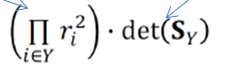 (∏_{i∈Y} r_i^2) · det(S_Y)